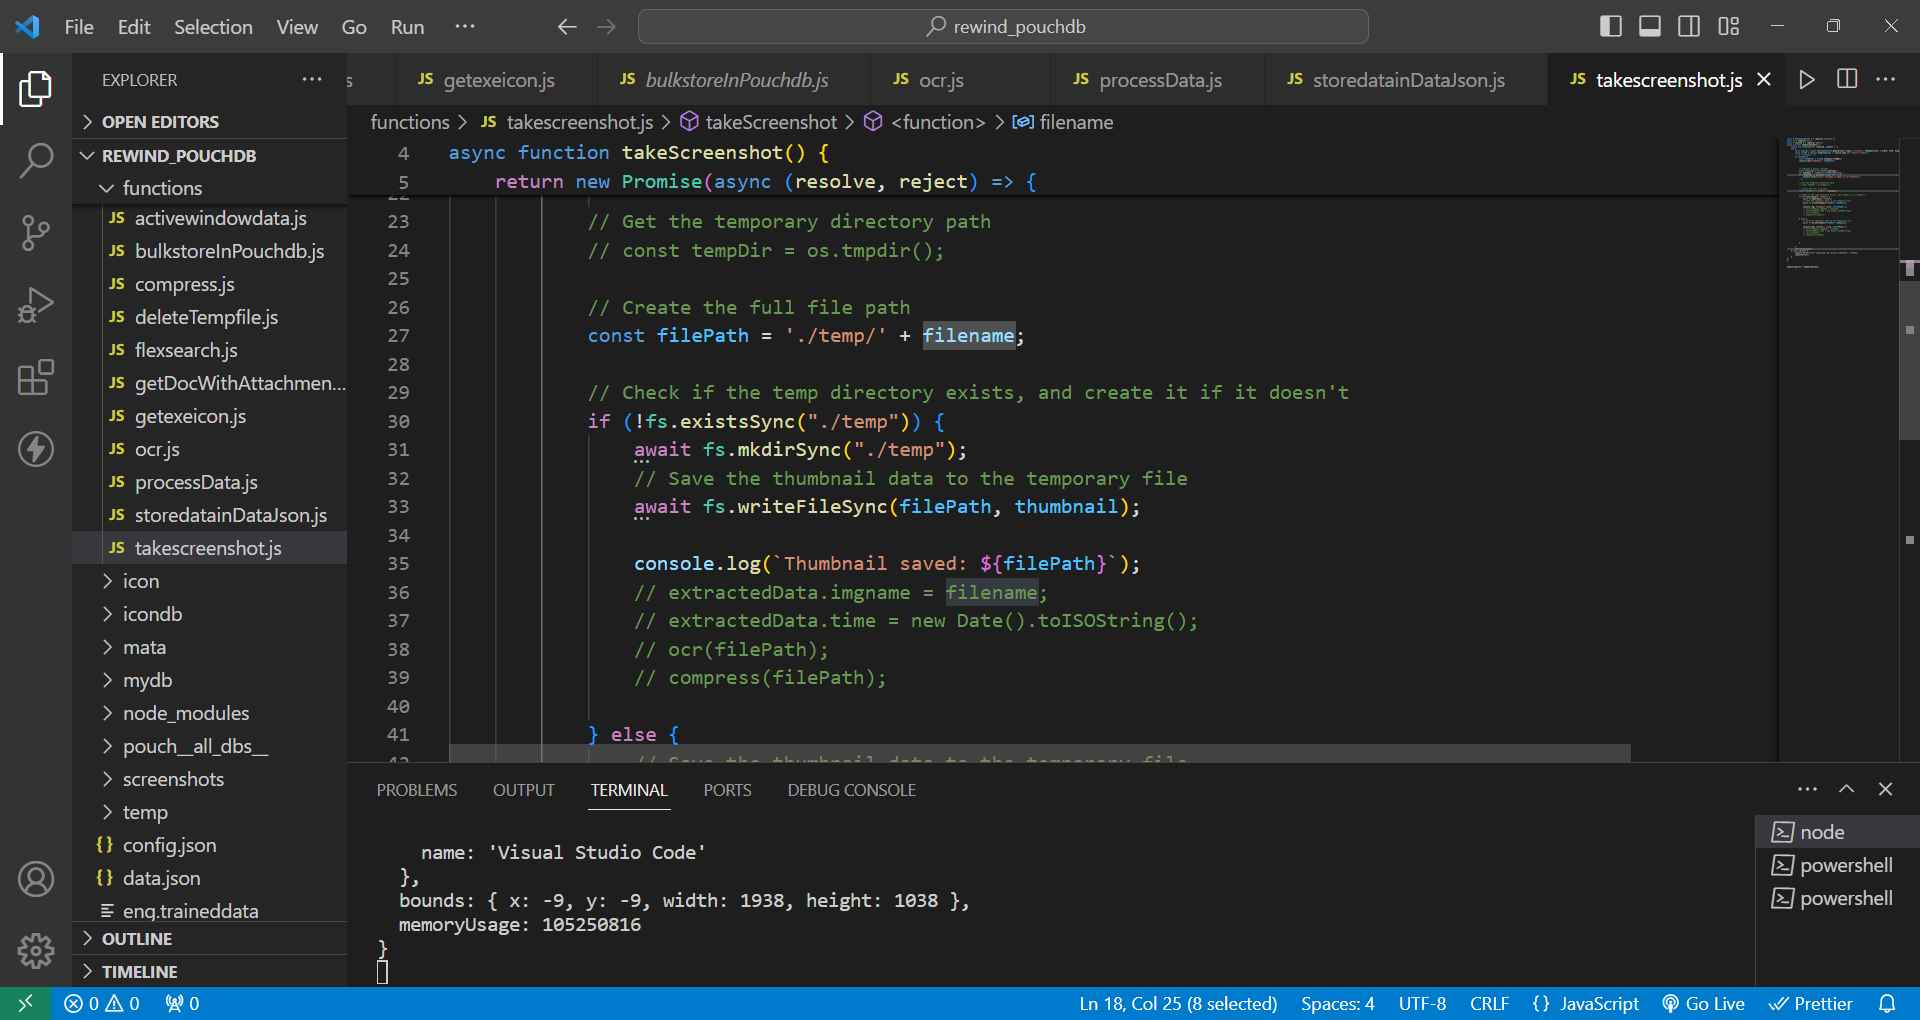 File Edit Selection View Go Run ··· rewind_pouchdb
EXPLORER ···
s JS getexeicon.js JS bulkstoreInPouchdb.js JS ocr.js JS processData.js JS storedatainDataJson.js JS takescreenshot.js ···
OPEN EDITORS
REWIND_POUCHDB
functions
JS activewindowdata.js
JS bulkstoreInPouchdb.js
JS compress.js
JS deleteTempfile.js
JS flexsearch.js
JS getDocWithAttachmen...
JS getexeicon.js
JS ocr.js
JS processData.js
JS storedatainDataJson.js
JS takescreenshot.js
icon
icondb
mata
mydb
node_modules
pouch__all_dbs__
screenshots
temp
{} config.json
{} data.json
eng.traineddata
OUTLINE
TIMELINE
functions > JS takescreenshot.js > takeScreenshot > <function> > filename
4 async function takeScreenshot() {
5 return new Promise(async (resolve, reject) => {
22
23 // Get the temporary directory path
24 // const tempDir = os.tmpdir();
25
26 // Create the full file path
27 const filePath = './temp/' + filename;
28
29 // Check if the temp directory exists, and create it if it doesn't
30 if (!fs.existsSync("./temp")) {
31 await fs.mkdirSync("./temp");
32 // Save the thumbnail data to the temporary file
33 await fs.writeFileSync(filePath, thumbnail);
34
35 console.log(`Thumbnail saved: ${filePath}`);
36 // extractedData.imgname = filename;
37 // extractedData.time = new Date().toISOString();
38 // ocr(filePath);
39 // compress(filePath);
40
41 } else {
42 // Save the thumbnail data to the temporary file
PROBLEMS OUTPUT TERMINAL PORTS DEBUG CONSOLE ···
name: 'Visual Studio Code'
},
bounds: { x: -9, y: -9, width: 1938, height: 1038 },
memoryUsage: 105250816
}
node
powershell
powershell
0 0 0 Ln 18, Col 25 (8 selected) Spaces: 4 UTF-8 CRLF {} JavaScript Go Live Prettier